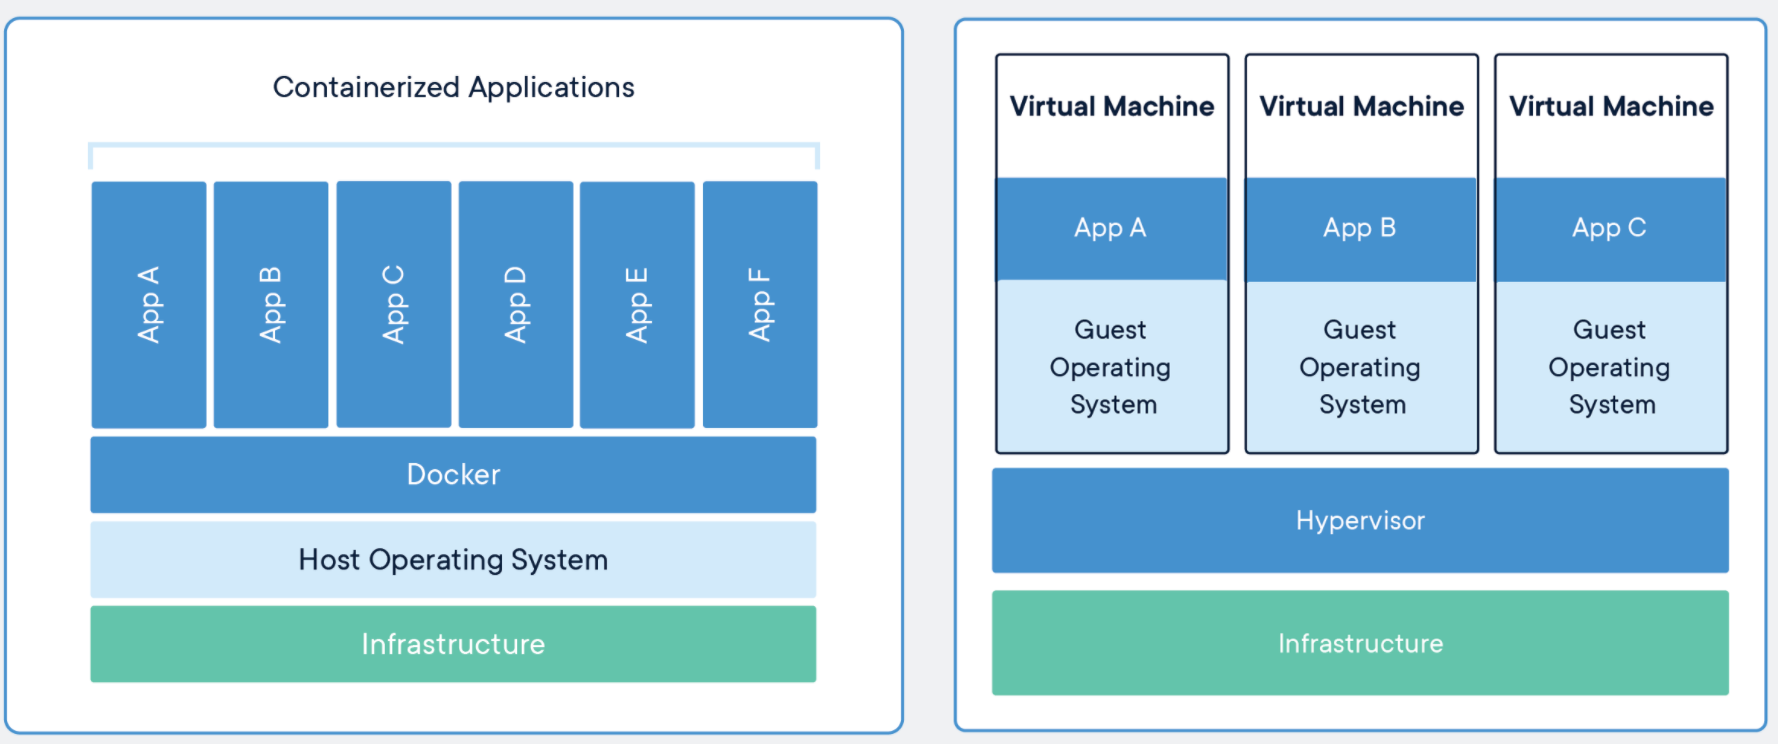 Containerized Applications
App A
App B
App C
App D
App E
App F
Docker
Host Operating System
Infrastructure
Virtual Machine
App A
Guest
Operating
System
Virtual Machine
App B
Guest
Operating
System
Virtual Machine
App C
Guest
Operating
System
Hypervisor
Infrastructure